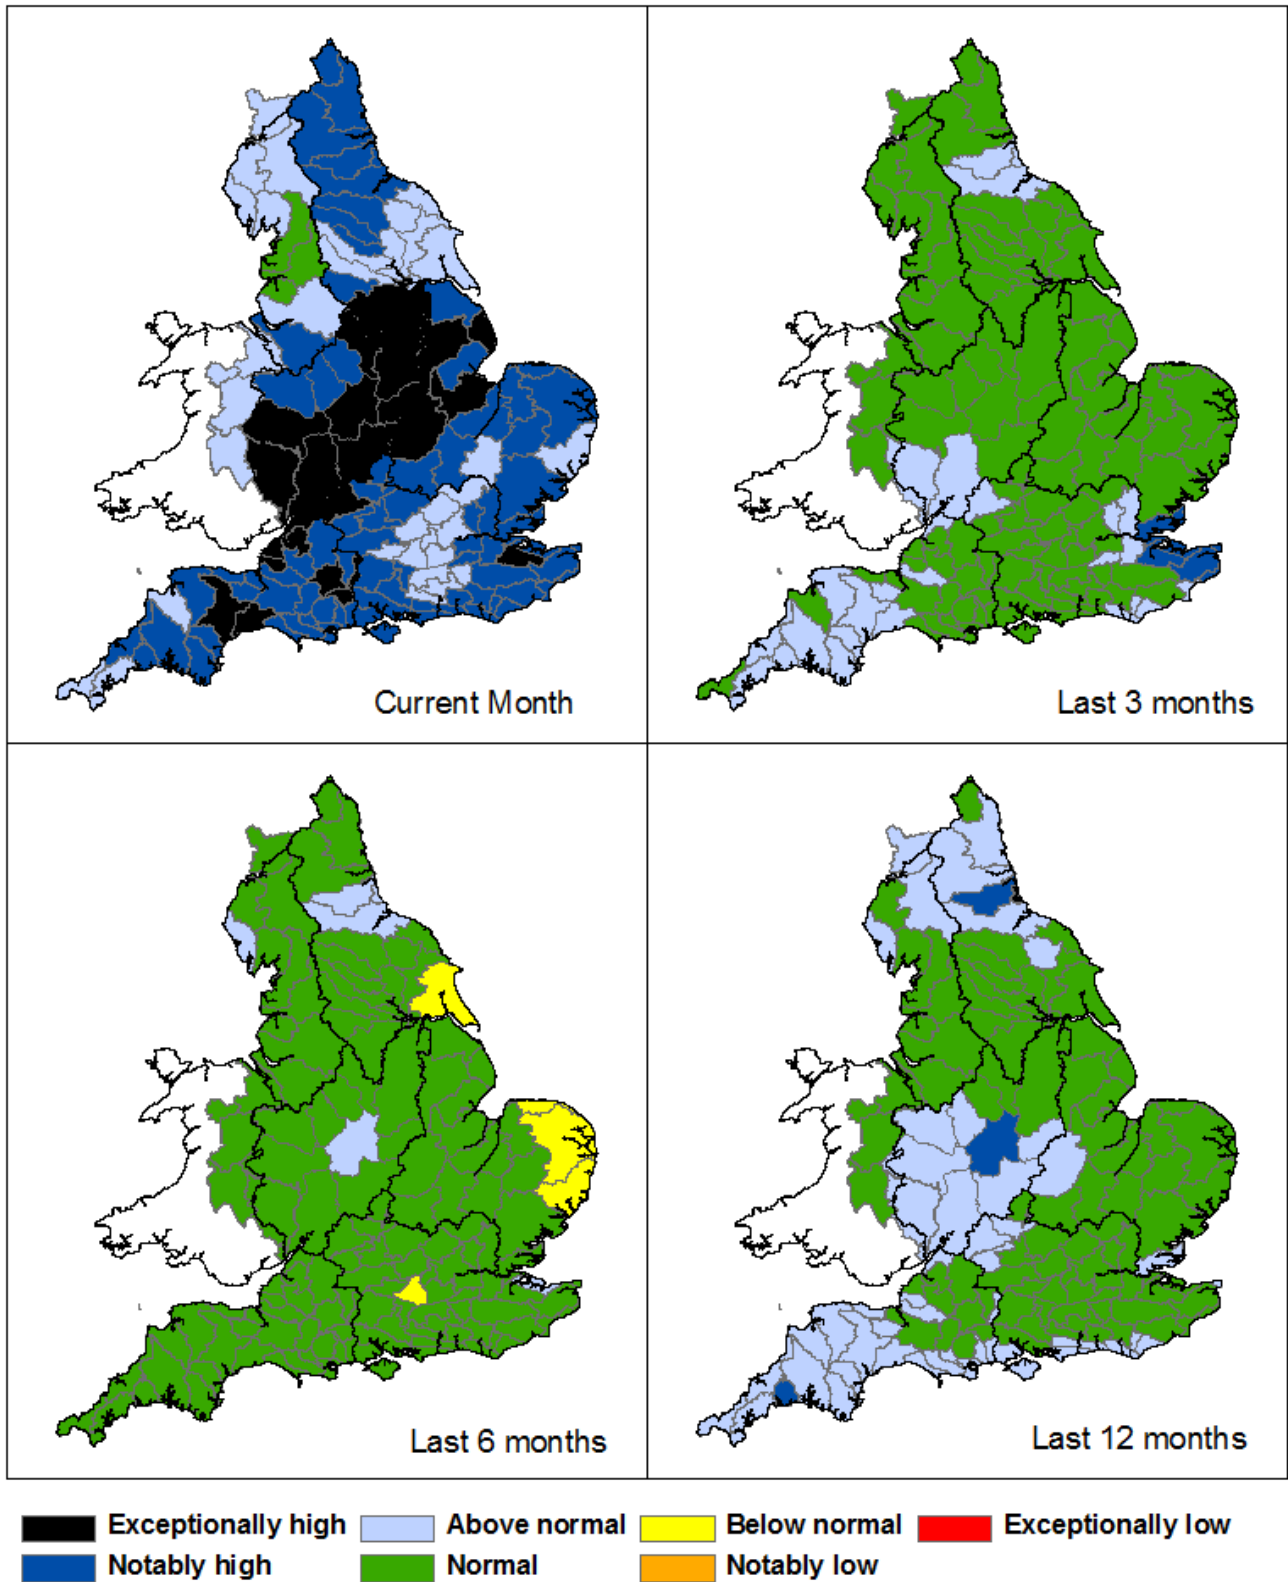 Current Month
Last 3 months
Last 6 months
Last 12 months
Exceptionally high Above normal Below normal Exceptionally low
Notably high Normal Notably low